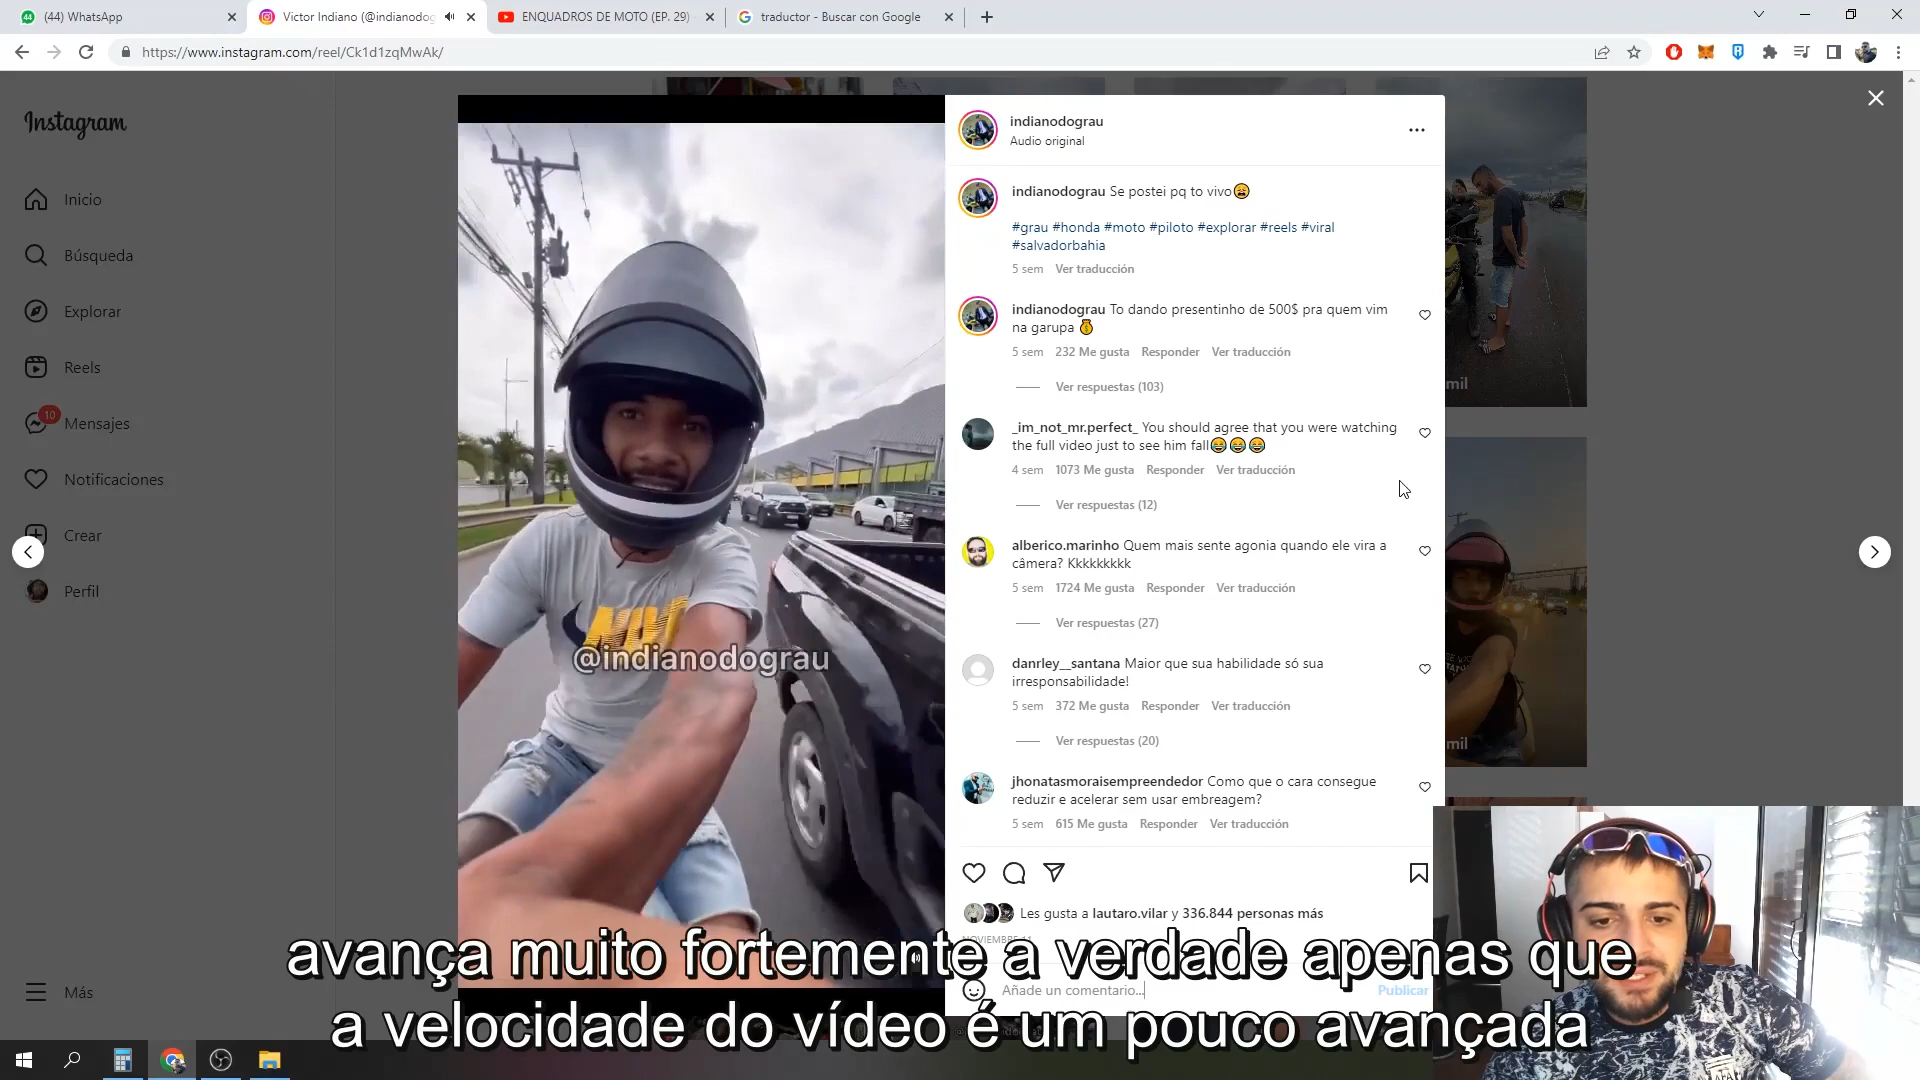 (44) WhatsApp
Victor Indiano (@indianodog
ENQUADROS DE MOTO (EP. 29)
traductor - Buscar con Google
https://www.instagram.com/reel/Ck1d1zqMwAk/
Instagram
Inicio
Búsqueda
Explorar
Reels
10
Mensajes
Notificaciones
Crear
Perfil
Más
@indianodograu
indianodograu
Audio original
indianodograu Se postei pq to vivo😩
#grau #honda #moto #piloto #explorar #reels #viral
#salvadorbahia
5 sem Ver traducción
indianodograu To dando presentinho de 500$ pra quem vim
na garupa 💰
5 sem 232 Me gusta Responder Ver traducción
Ver respuestas (103)
_im_not_mr.perfect_ You should agree that you were watching
the full video just to see him fall😂😂😂
4 sem 1073 Me gusta Responder Ver traducción
Ver respuestas (12)
alberico.marinho Quem mais sente agonia quando ele vira a
câmera? Kkkkkkkkk
5 sem 1724 Me gusta Responder Ver traducción
Ver respuestas (27)
danrley__santana Maior que sua habilidade só sua
irresponsabilidade!
5 sem 372 Me gusta Responder Ver traducción
Ver respuestas (20)
jhonatasmoraisempreendedor Como que o cara consegue
reduzir e acelerar sem usar embreagem?
5 sem 615 Me gusta Responder Ver traducción
Les gusta a lautaro.vilar y 336.844 personas más
NOVIEMBRE 11
Añade un comentario...
Publicar
mil
mil
avança muito fortemente a verdade apenas que
a velocidade do vídeo é um pouco avançada